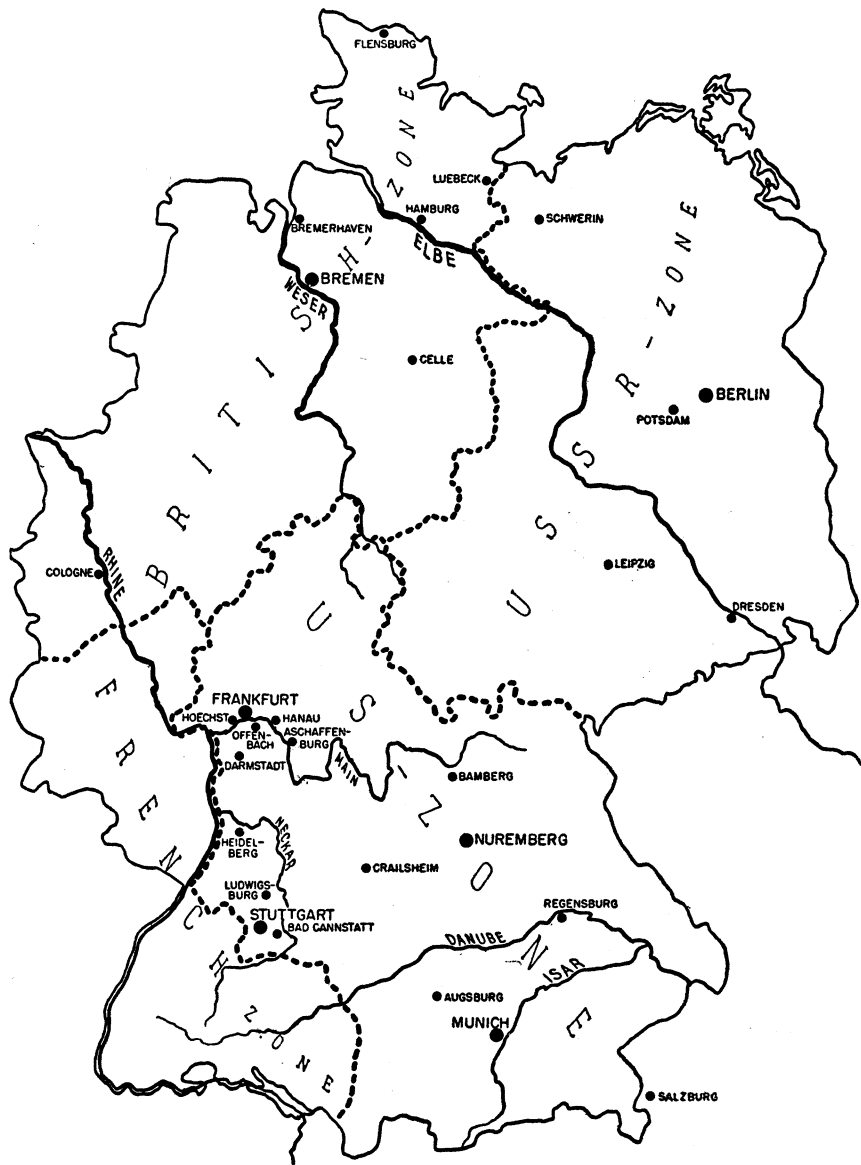 FLENSBURG
LUEBECK
HAMBURG
SCHWERIN
BREMERHAVEN
ELBE
BREMEN
WESER
CELLE
BERLIN
POTSDAM
BRITISH-ZONE
USSR-ZONE
LEIPZIG
COLOGNE
RHINE
DRESDEN
US-ZONE
FRENCH ZONE
FRANKFURT
HOECHST
HANAU
OFFEN-
BACH
ASCHAFFEN-
BURG
DARMSTADT
MAIN
BAMBERG
HEIDEL-
BERG
NECKAR
NUREMBERG
CRAILSHEIM
LUDWIGS-
BURG
REGENSBURG
STUTTGART
BAD CANNSTATT
DANUBE
ISAR
AUGSBURG
MUNICH
SALZBURG